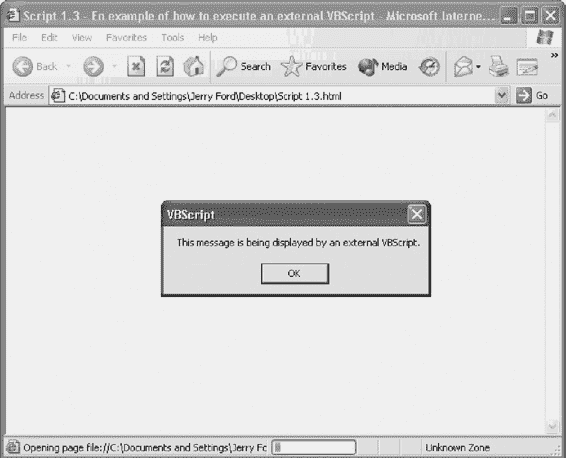 Script 1.3 - En example of how to execute an external VBScript - Microsoft Interne...
File Edit View Favorites Tools Help
Back Search Favorites Media
Address C:\Documents and Settings\Jerry Ford\Desktop\Script 1.3.html Go
VBScript
This message is being displayed by an external VBScript.
OK
Opening page file://C:\Documents and Settings\Jerry Fc Unknown Zone